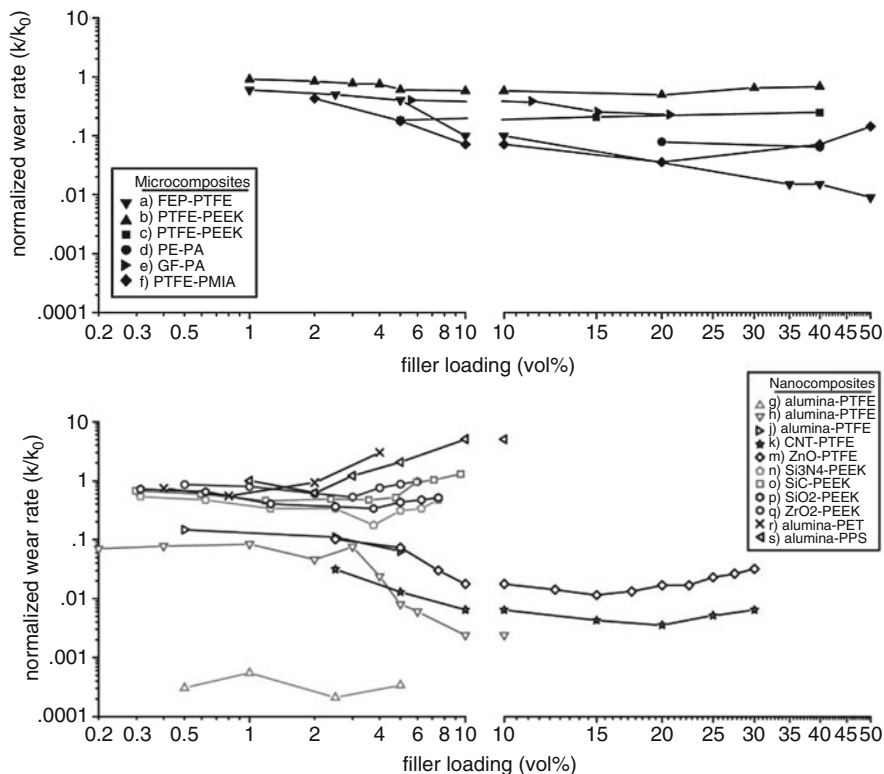 normalized wear rate (k/k0)
10
1
0.1
.01
.001
.0001
Microcomposites
a) FEP-PTFE
b) PTFE-PEEK
c) PTFE-PEEK
d) PE-PA
e) GF-PA
f) PTFE-PMIA
0.2 0.3 0.5 1 2 4 6 8 10 10 15 20 25 30 35 40 45 50
filler loading (vol%)
normalized wear rate (k/k0)
10
1
0.1
.01
.001
.0001
Nanocomposites
g) alumina-PTFE
h) alumina-PTFE
j) alumina-PTFE
k) CNT-PTFE
m) ZnO-PTFE
n) Si3N4-PEEK
o) SiC-PEEK
p) SiO2-PEEK
q) ZrO2-PEEK
r) alumina-PET
s) alumina-PPS
0.2 0.3 0.5 1 2 4 6 8 10 10 15 20 25 30 35 40 45 50
filler loading (vol%)